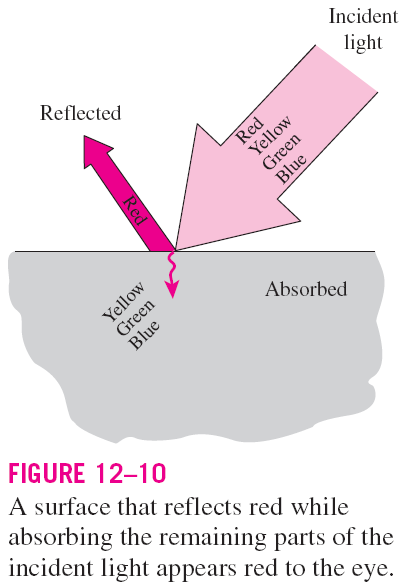 Incident
light
Reflected
Red
Yellow
Green
Blue
Red
Yellow
Green
Blue
Absorbed
FIGURE 12–10
A surface that reflects red while
absorbing the remaining parts of the
incident light appears red to the eye.